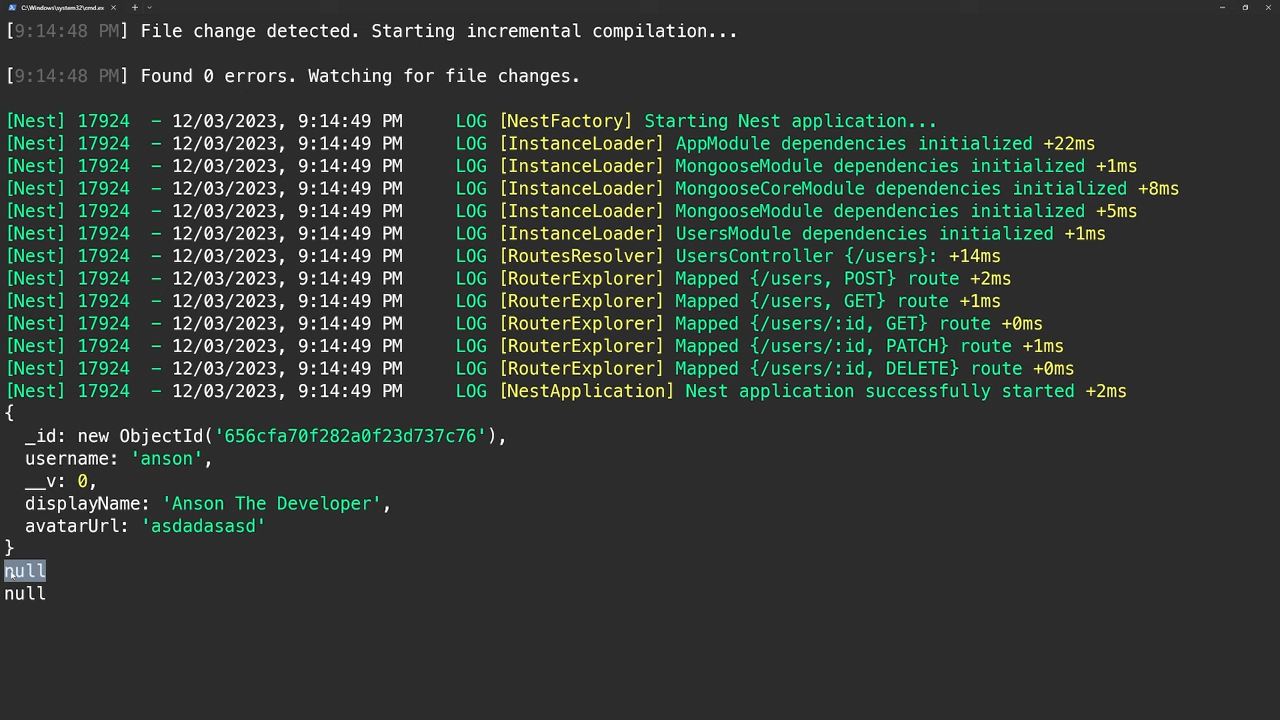 C:\Windows\system32\cmd.ex
[9:14:48 PM] File change detected. Starting incremental compilation...
[9:14:48 PM] Found 0 errors. Watching for file changes.
[Nest] 17924  - 12/03/2023, 9:14:49 PM     LOG [NestFactory] Starting Nest application...
[Nest] 17924  - 12/03/2023, 9:14:49 PM     LOG [InstanceLoader] AppModule dependencies initialized +22ms
[Nest] 17924  - 12/03/2023, 9:14:49 PM     LOG [InstanceLoader] MongooseModule dependencies initialized +1ms
[Nest] 17924  - 12/03/2023, 9:14:49 PM     LOG [InstanceLoader] MongooseCoreModule dependencies initialized +8ms
[Nest] 17924  - 12/03/2023, 9:14:49 PM     LOG [InstanceLoader] MongooseModule dependencies initialized +5ms
[Nest] 17924  - 12/03/2023, 9:14:49 PM     LOG [InstanceLoader] UsersModule dependencies initialized +1ms
[Nest] 17924  - 12/03/2023, 9:14:49 PM     LOG [RoutesResolver] UsersController {/users}: +14ms
[Nest] 17924  - 12/03/2023, 9:14:49 PM     LOG [RouterExplorer] Mapped {/users, POST} route +2ms
[Nest] 17924  - 12/03/2023, 9:14:49 PM     LOG [RouterExplorer] Mapped {/users, GET} route +1ms
[Nest] 17924  - 12/03/2023, 9:14:49 PM     LOG [RouterExplorer] Mapped {/users/:id, GET} route +0ms
[Nest] 17924  - 12/03/2023, 9:14:49 PM     LOG [RouterExplorer] Mapped {/users/:id, PATCH} route +1ms
[Nest] 17924  - 12/03/2023, 9:14:49 PM     LOG [RouterExplorer] Mapped {/users/:id, DELETE} route +0ms
[Nest] 17924  - 12/03/2023, 9:14:49 PM     LOG [NestApplication] Nest application successfully started +2ms
{
  _id: new ObjectId('656cfa70f282a0f23d737c76'),
  username: 'anson',
  __v: 0,
  displayName: 'Anson The Developer',
  avatarUrl: 'asdadasasd'
}
null
null